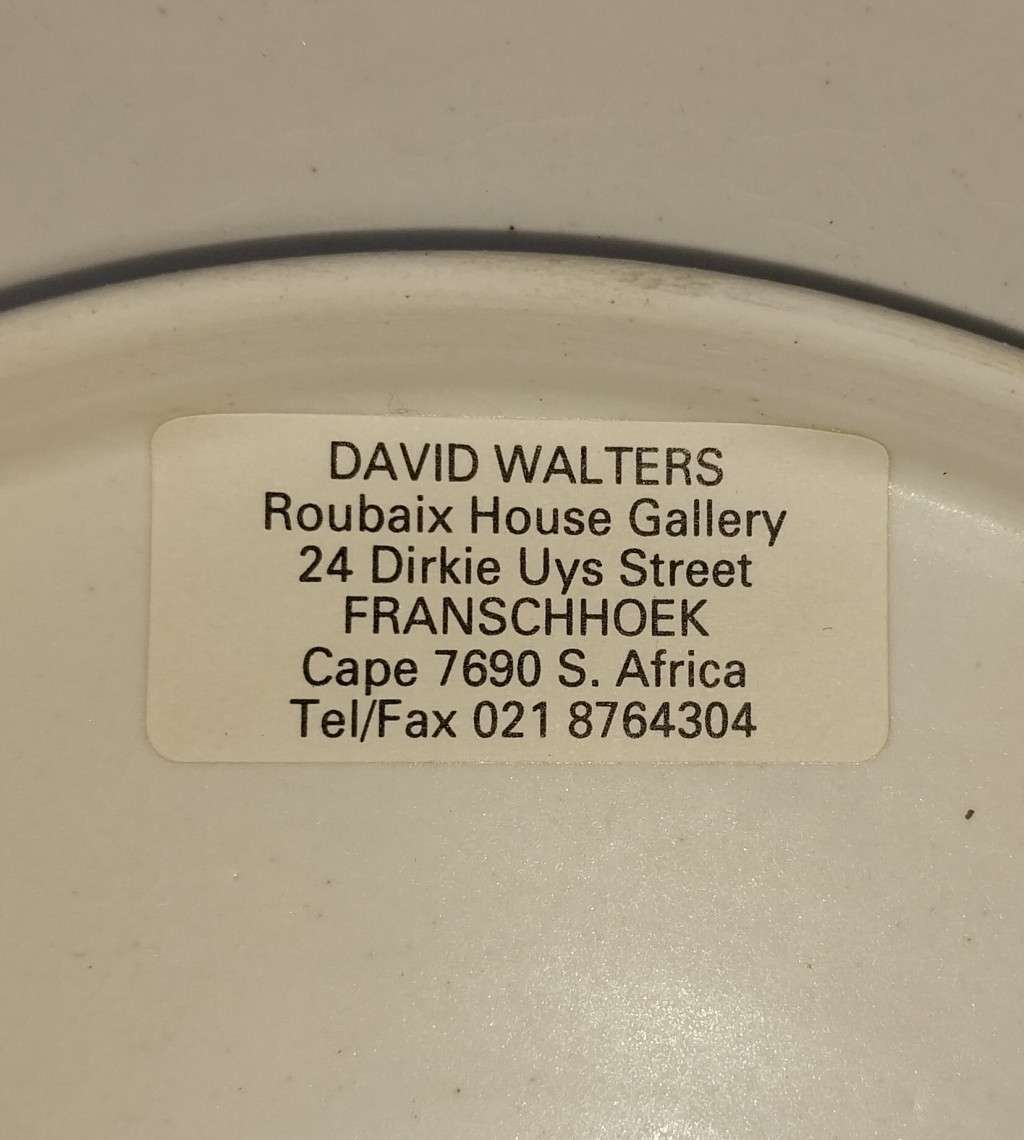 DAVID WALTERS
Roubaix House Gallery
24 Dirkie Uys Street
FRANSCHHOEK
Cape 7690 S. Africa
Tel/Fax 021 8764304